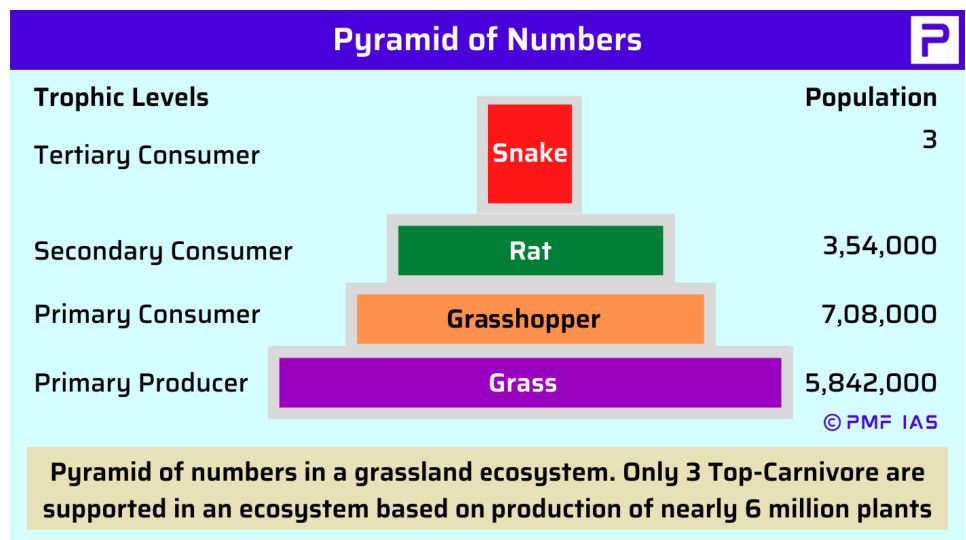 Pyramid of Numbers
P
Trophic Levels
Population
Tertiary Consumer
Snake
3
Secondary Consumer
Rat
3,54,000
Primary Consumer
Grasshopper
7,08,000
Primary Producer
Grass
5,842,000
© PMF IAS
Pyramid of numbers in a grassland ecosystem. Only 3 Top-Carnivore are
supported in an ecosystem based on production of nearly 6 million plants